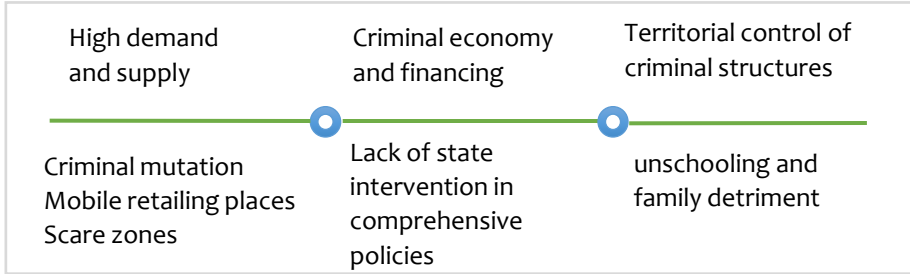 High demand
and supply
Criminal economy
and financing
Territorial control of
criminal structures
Criminal mutation
Mobile retailing places
Scare zones
Lack of state
intervention in
comprehensive
policies
unschooling and
family detriment